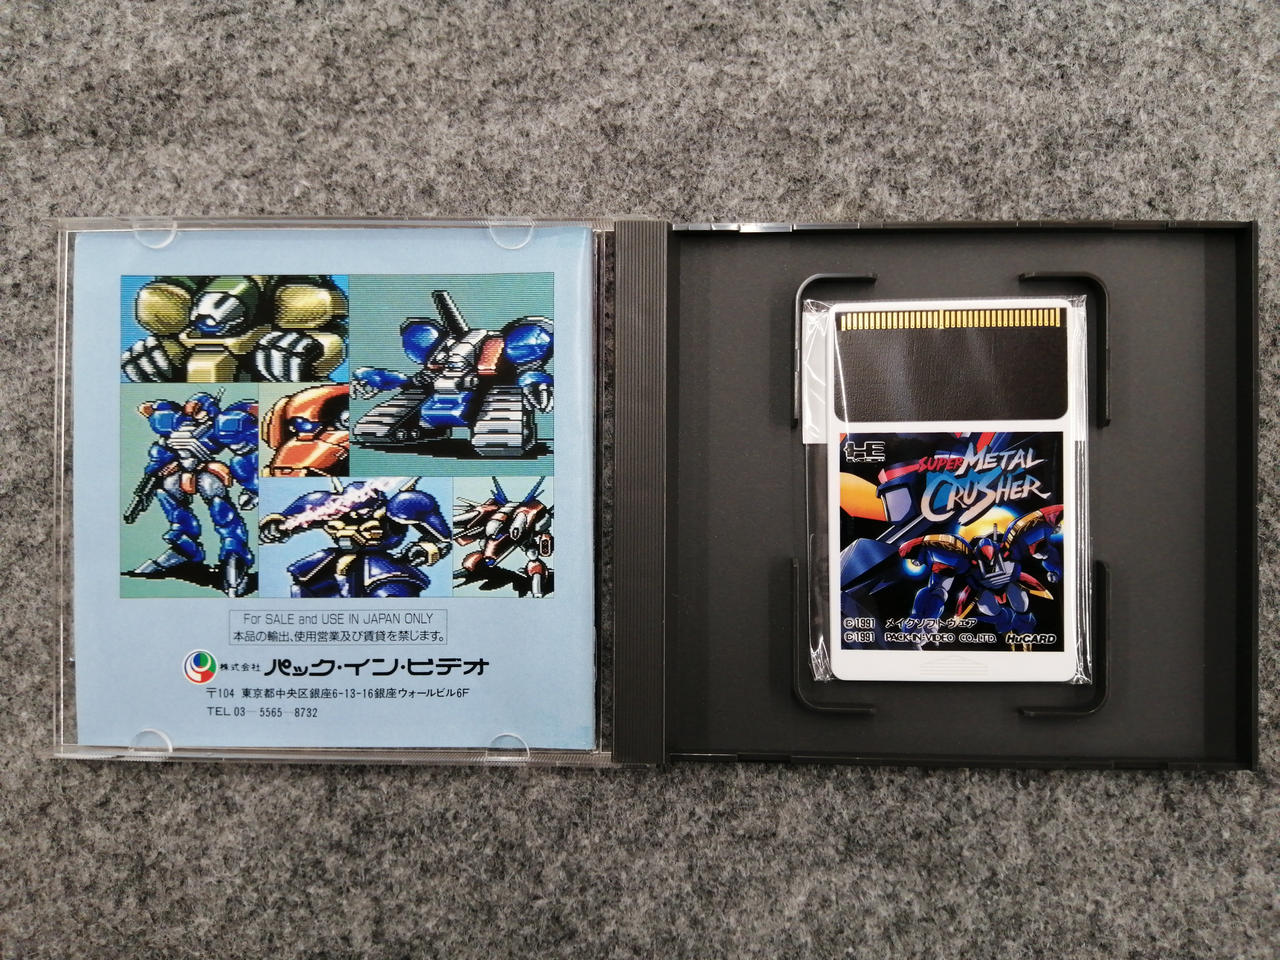 For SALE and USE IN JAPAN ONLY
本品の輸出、使用営業及び賃貸を禁じます。
株式会社 パック・イン・ビデオ
〒104 東京都中央区銀座6-13-16銀座ウォールビル6F
TEL 03-5565-8732
SUPER METAL
CRUSHER
©1991 メイクソフトウェア
©1991 PACK-IN-VIDEO CO.,LTD. HuCARD